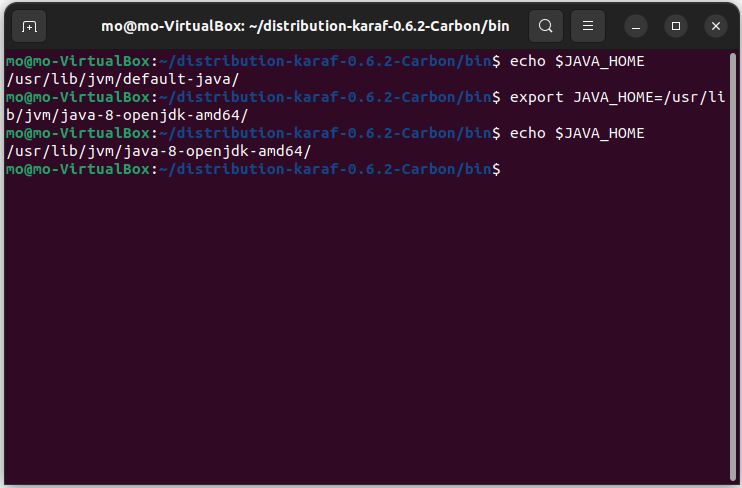 mo@mo-VirtualBox: ~/distribution-karaf-0.6.2-Carbon/bin
mo@mo-VirtualBox:~/distribution-karaf-0.6.2-Carbon/bin$ echo $JAVA_HOME
/usr/lib/jvm/default-java/
mo@mo-VirtualBox:~/distribution-karaf-0.6.2-Carbon/bin$ export JAVA_HOME=/usr/li
b/jvm/java-8-openjdk-amd64/
mo@mo-VirtualBox:~/distribution-karaf-0.6.2-Carbon/bin$ echo $JAVA_HOME
/usr/lib/jvm/java-8-openjdk-amd64/
mo@mo-VirtualBox:~/distribution-karaf-0.6.2-Carbon/bin$